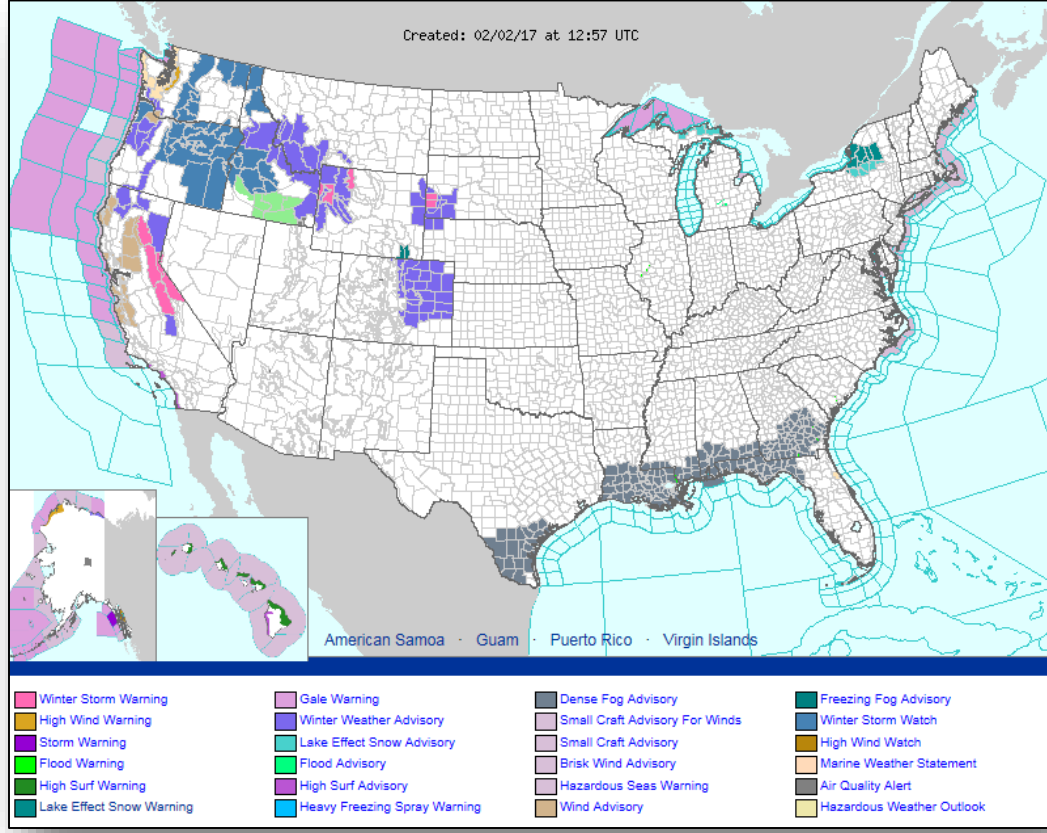 Created: 02/02/17 at 12:57 UTC
American Samoa · Guam · Puerto Rico · Virgin Islands
Winter Storm Warning
High Wind Warning
Storm Warning
Flood Warning
High Surf Warning
Lake Effect Snow Warning
Gale Warning
Winter Weather Advisory
Lake Effect Snow Advisory
Flood Advisory
High Surf Advisory
Heavy Freezing Spray Warning
Dense Fog Advisory
Small Craft Advisory For Winds
Small Craft Advisory
Brisk Wind Advisory
Hazardous Seas Warning
Wind Advisory
Freezing Fog Advisory
Winter Storm Watch
High Wind Watch
Marine Weather Statement
Air Quality Alert
Hazardous Weather Outlook